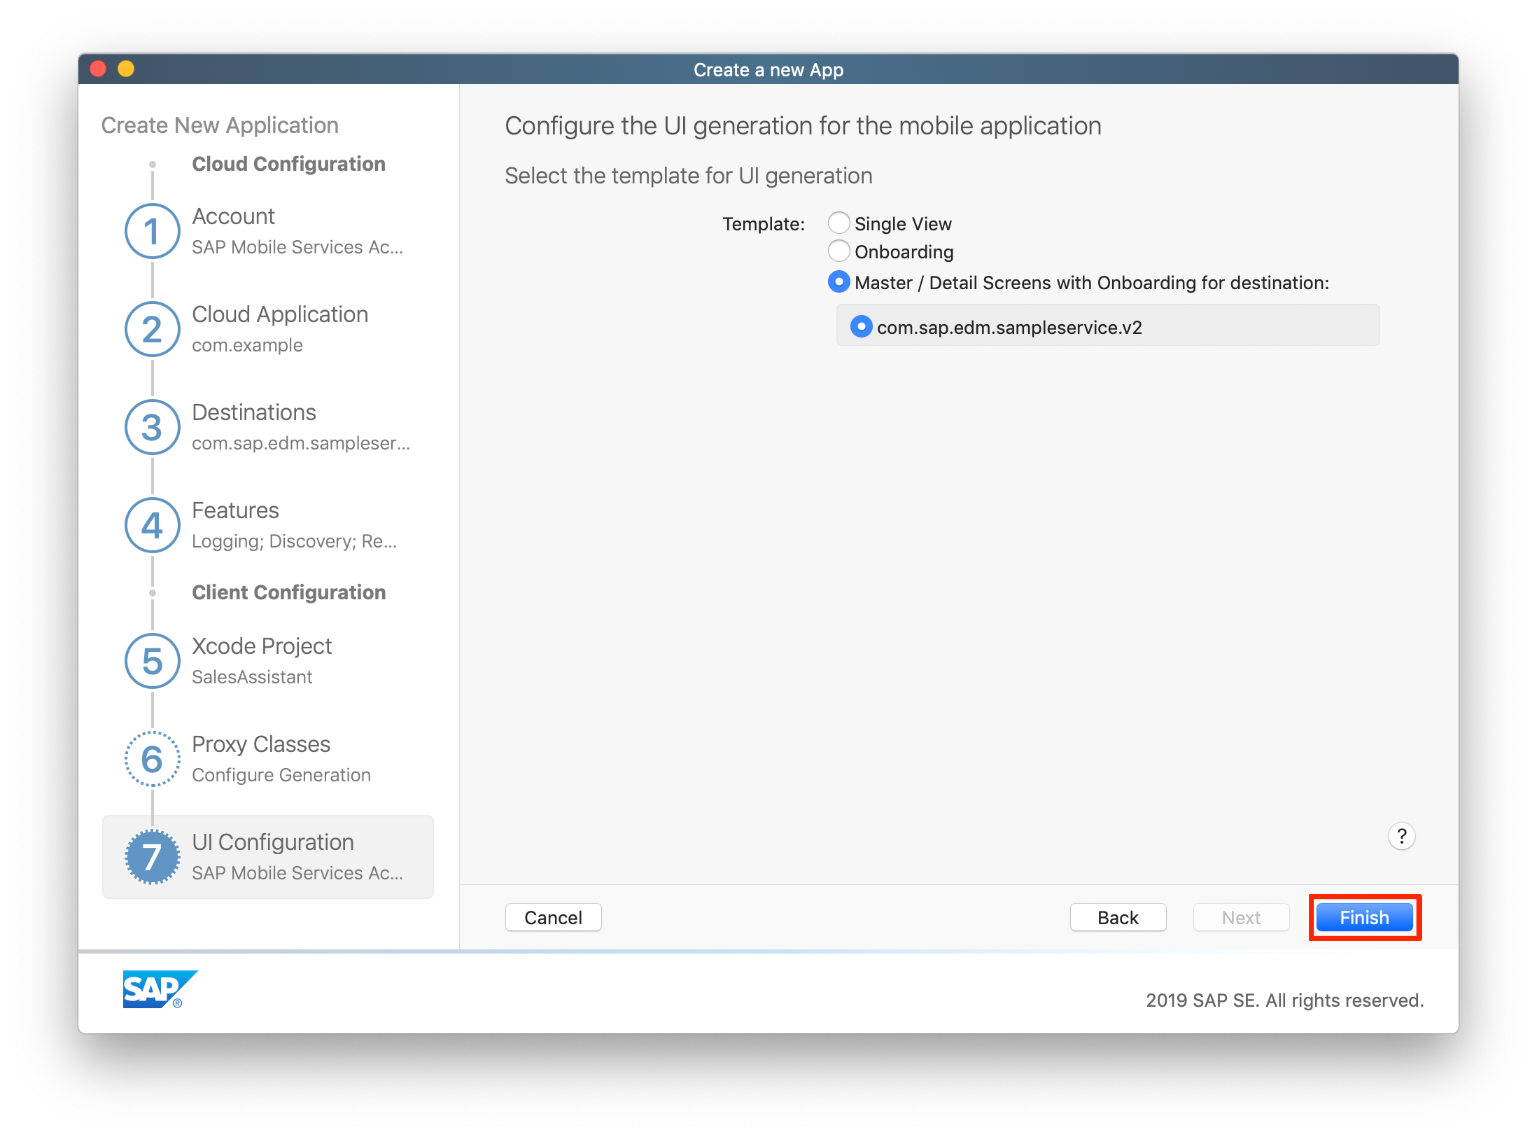 Create a new App
Create New Application
Cloud Configuration
1
Account
SAP Mobile Services Ac...
2
Cloud Application
com.example
3
Destinations
com.sap.edm.sampleser...
4
Features
Logging; Discovery; Re...
Client Configuration
5
Xcode Project
SalesAssistant
6
Proxy Classes
Configure Generation
7
UI Configuration
SAP Mobile Services Ac...
Configure the UI generation for the mobile application
Select the template for UI generation
Template:
Single View
Onboarding
Master / Detail Screens with Onboarding for destination:
com.sap.edm.sampleservice.v2
?
Cancel
Back
Next
Finish
SAP®
2019 SAP SE. All rights reserved.